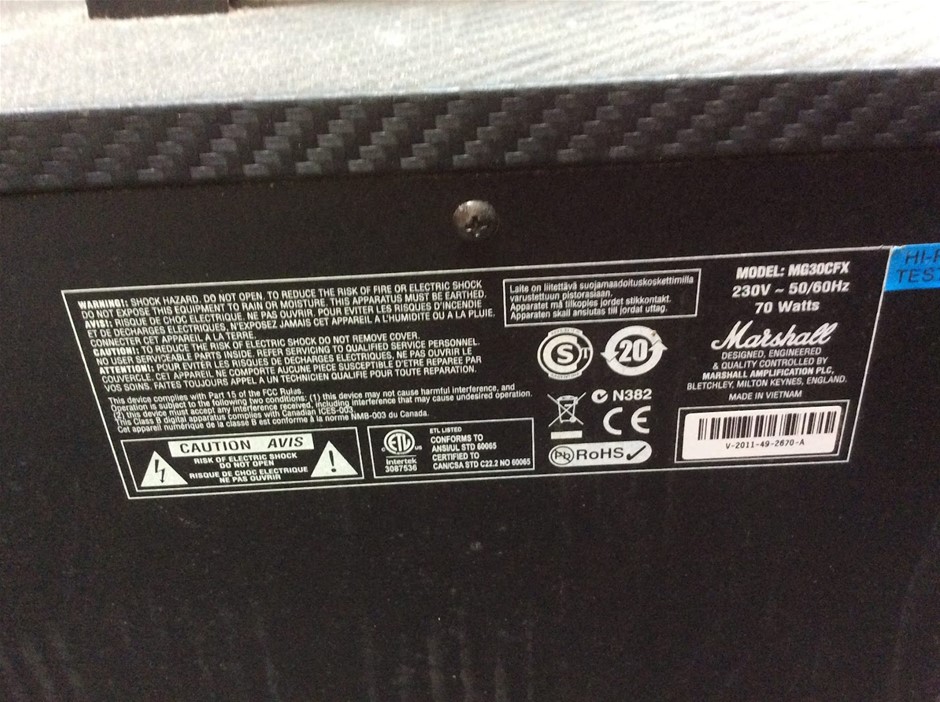 WARNING!: SHOCK HAZARD. DO NOT OPEN. TO REDUCE THE RISK OF FIRE OR ELECTRIC SHOCK
DO NOT EXPOSE THIS EQUIPMENT TO RAIN OR MOISTURE. THIS APPARATUS MUST BE EARTHED.
AVIS!: RISQUE DE CHOC ELECTRIQUE, NE PAS OUVRIR. POUR EVITER LES RISQUES D'INCENDIE
ET DE DECHARGES ELECTRIQUES, N'EXPOSEZ JAMAIS CET APPAREIL A L'HUMIDITE OU A LA PLUIE.
CONNECTER CET APPAREIL A LA TERRE.
CAUTION!: TO REDUCE THE RISK OF ELECTRIC SHOCK DO NOT REMOVE COVER.
NO USER SERVICEABLE PARTS INSIDE. REFER SERVICING TO QUALIFIED SERVICE PERSONNEL.
ATTENTION!: POUR EVITER LES RISQUES DE DECHARGES ELECTRIQUES, NE PAS OUVRIR LE
COUVERCLE. CET APPAREIL NE COMPORTE AUCUNE PIECE SUSCEPTIBLE D'ETRE REPAREE PAR
VOS SOINS. FAITES TOUJOURS APPEL A UN TECHNICIEN QUALIFIE POUR TOUTE REPARATION.
This device complies with Part 15 of the FCC Rules.
Operation is subject to the following two conditions: (1) this device may not cause harmful interference, and
(2) this device must accept any interference received, including interference that may cause undesired operation.
This Class B digital apparatus complies with Canadian ICES-003
Cet appareil numérique de la classe B est conforme à la norme NMB-003 du Canada.
CAUTION AVIS
RISK OF ELECTRIC SHOCK
DO NOT OPEN
RISQUE DE CHOC ELECTRIQUE
NE PAS OUVRIR
ETL
US
Intertek
3087536
ETL LISTED
CONFORMS TO
ANSI/UL STD 60065
CERTIFIED TO
CAN/CSA STD C22.2 NO 60065
Laite on liitettävä suojamaadoituskoskettimilla
varustettuun pistorasiaan.
Apparatet må tilkoples jordet stikkontakt.
Apparaten skall anslutas till jordat uttag.
S
20
N382
CE
Pb RoHS
MODEL: MG30CFX
230V ~ 50/60Hz
70 Watts
Marshall
DESIGNED, ENGINEERED
& QUALITY CONTROLLED BY
MARSHALL AMPLIFICATION PLC,
BLETCHLEY, MILTON KEYNES, ENGLAND.
MADE IN VIETNAM
V-2011-49-2670-A